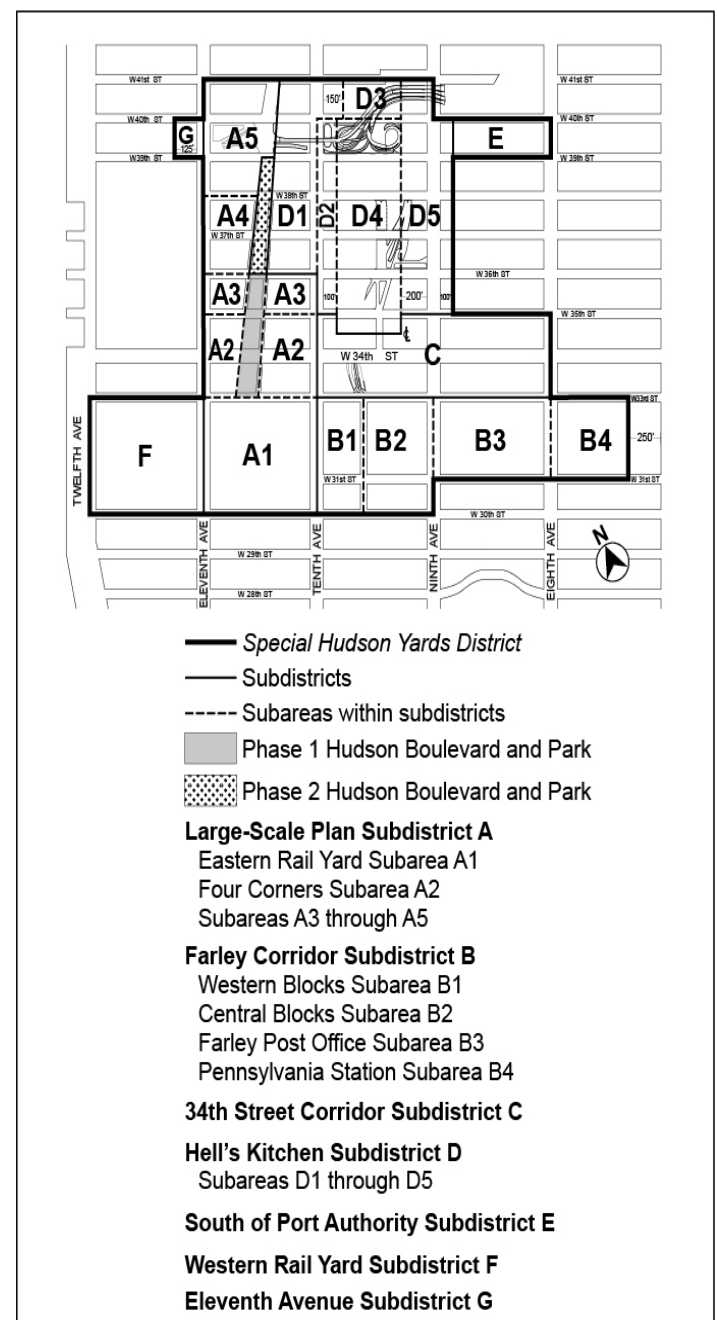 W 41st ST
W 41st ST
150'
D3
W 40th ST
W 40th ST
G
125'
A5
E
W 39th ST
W 39th ST
W 38th ST
A4
D1
D2
D4
D5
W 37th ST
W 36th ST
A3
A3
100'
200'
100'
W 35th ST
A2
A2
W 34th ST
C
W 33rd ST
TWELFTH AVE
F
A1
B1
B2
B3
B4
250'
W 31st ST
W 31st ST
W 30th ST
ELEVENTH AVE
TENTH AVE
NINTH AVE
EIGHTH AVE
N
W 29th ST
W 28th ST
Special Hudson Yards District
Subdistricts
Subareas within subdistricts
Phase 1 Hudson Boulevard and Park
Phase 2 Hudson Boulevard and Park
Large-Scale Plan Subdistrict A
Eastern Rail Yard Subarea A1
Four Corners Subarea A2
Subareas A3 through A5
Farley Corridor Subdistrict B
Western Blocks Subarea B1
Central Blocks Subarea B2
Farley Post Office Subarea B3
Pennsylvania Station Subarea B4
34th Street Corridor Subdistrict C
Hell's Kitchen Subdistrict D
Subareas D1 through D5
South of Port Authority Subdistrict E
Western Rail Yard Subdistrict F
Eleventh Avenue Subdistrict G